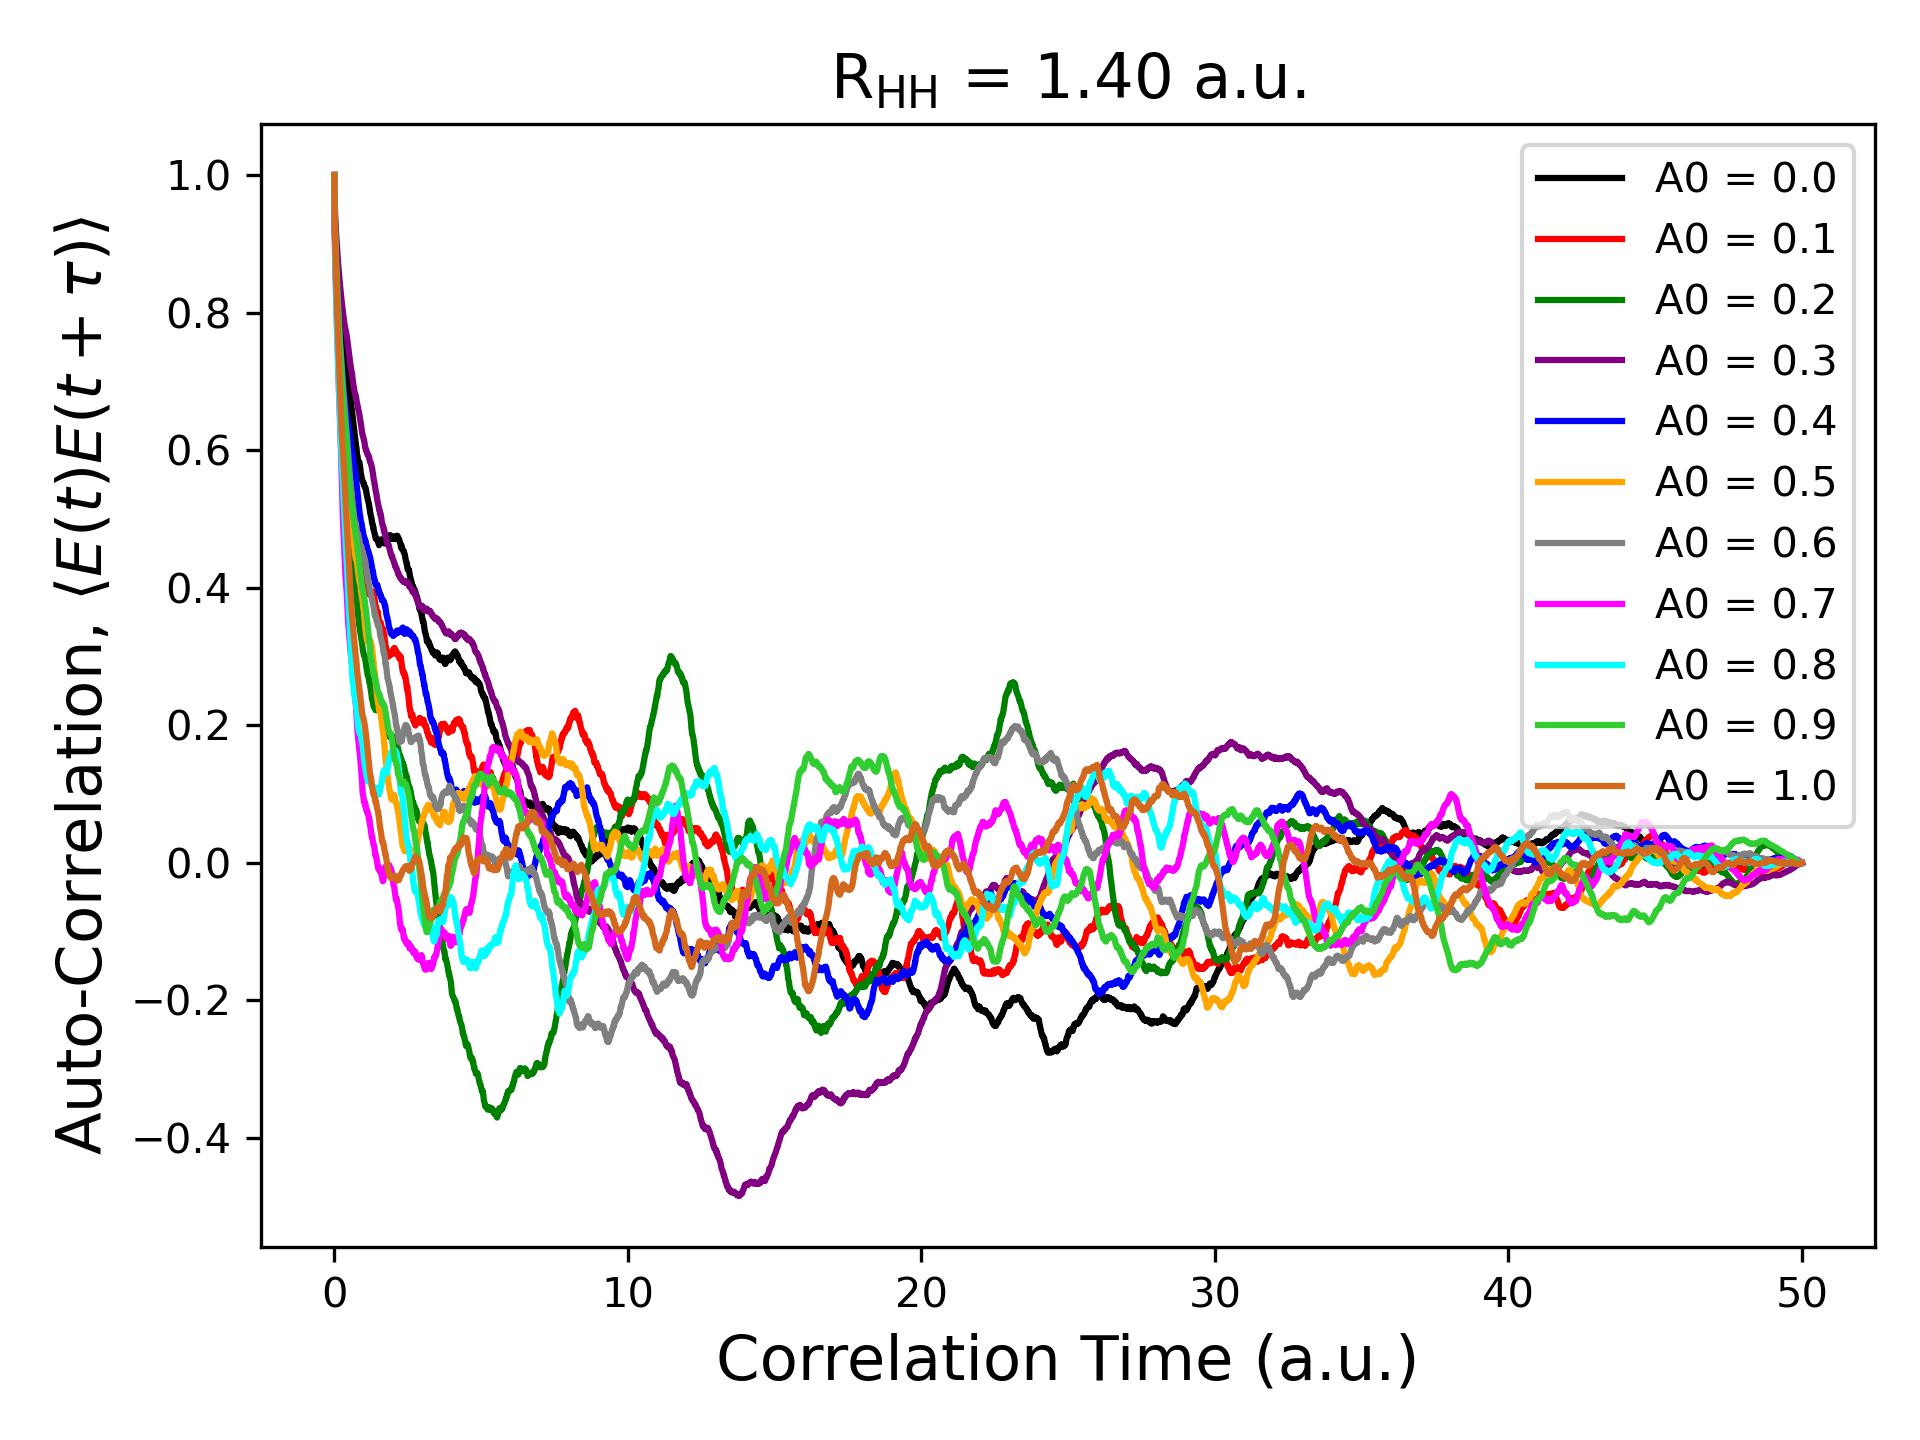 R_HH = 1.40 a.u.
Auto-Correlation, ⟨E(t)E(t + τ)⟩
1.0
0.8
0.6
0.4
0.2
0.0
−0.2
−0.4
A0 = 0.0
A0 = 0.1
A0 = 0.2
A0 = 0.3
A0 = 0.4
A0 = 0.5
A0 = 0.6
A0 = 0.7
A0 = 0.8
A0 = 0.9
A0 = 1.0
0 10 20 30 40 50
Correlation Time (a.u.)